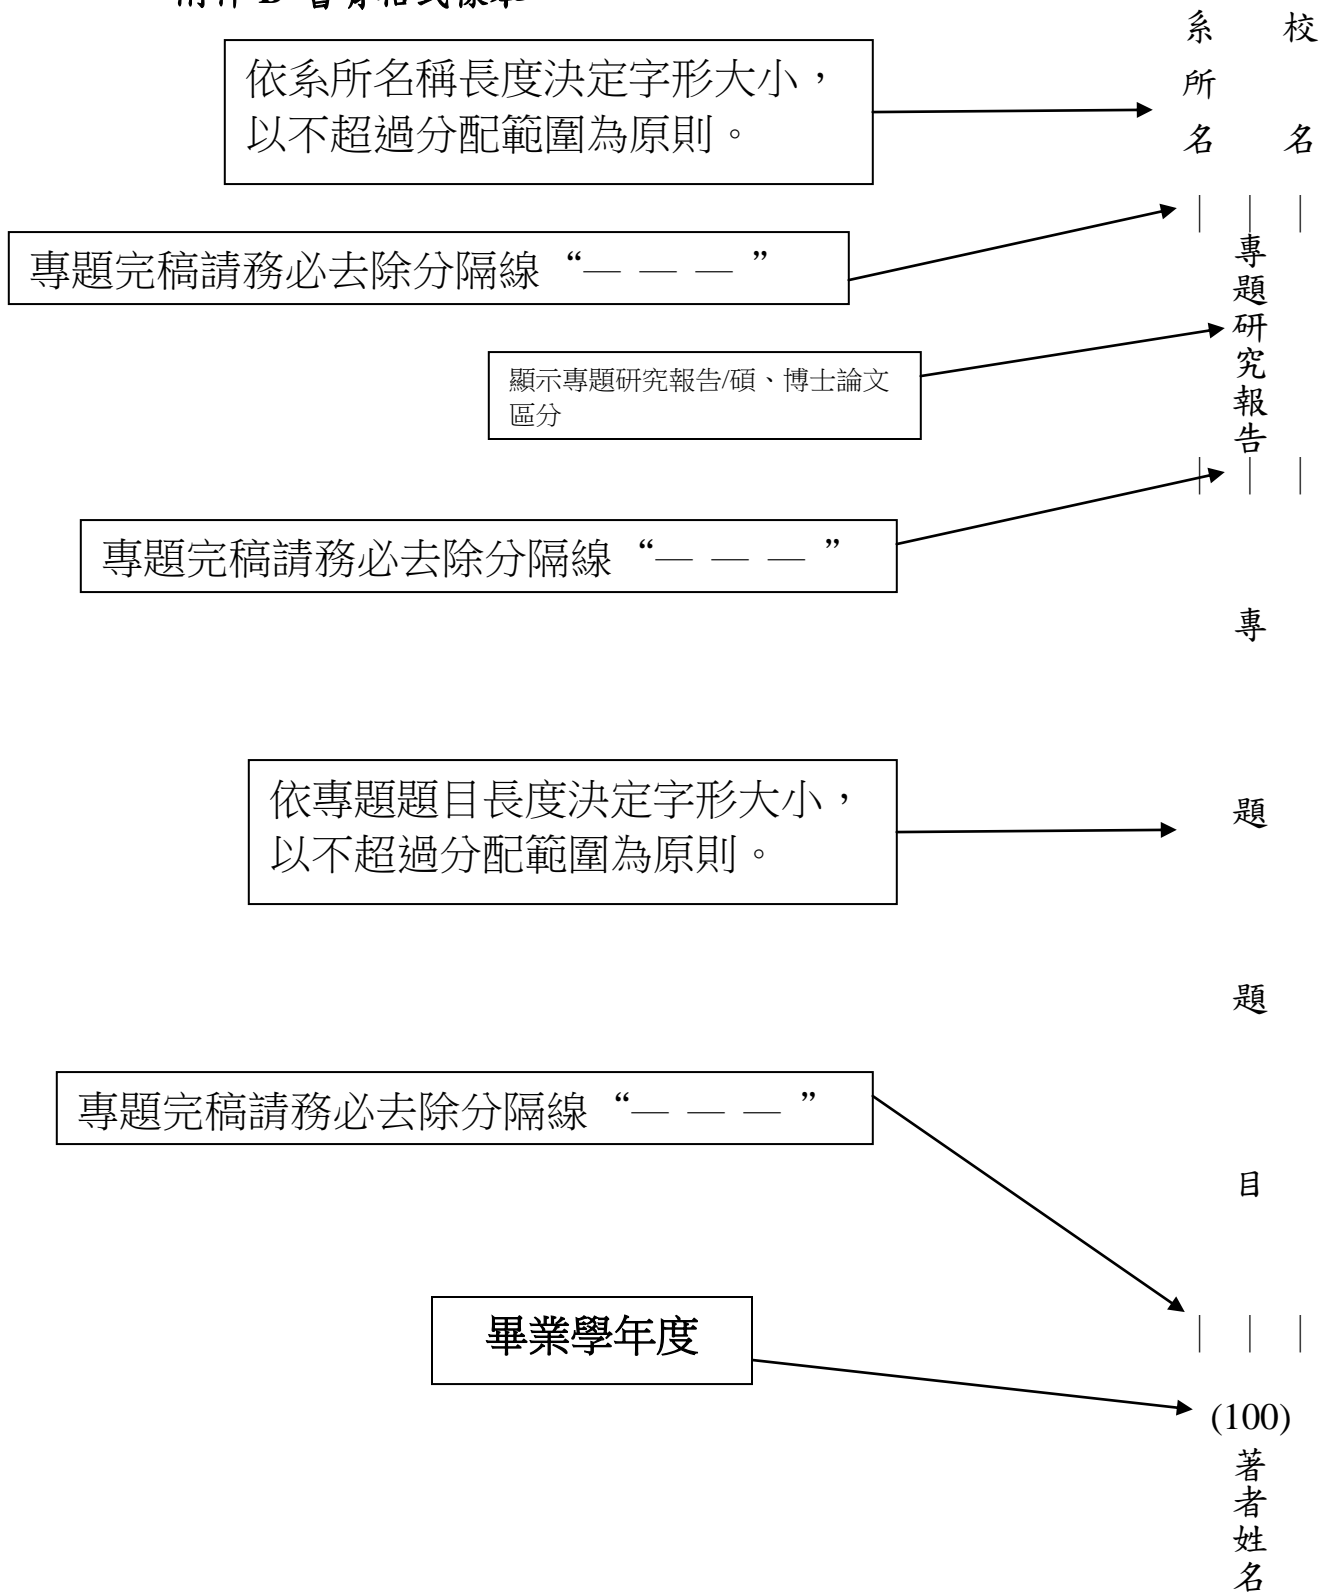 附件 B 格式樣本
校名
系所名
依系所名稱長度決定字形大小，
以不超過分配範圍為原則。
｜ ｜ ｜
專題完稿請務必去除分隔線“— — — ”
專題研究報告
顯示專題研究報告/碩、博士論文
區分
｜ ｜ ｜
專題完稿請務必去除分隔線“— — — ”
專題題目
依專題題目長度決定字形大小，
以不超過分配範圍為原則。
專題完稿請務必去除分隔線“— — — ”
｜ ｜ ｜
畢業學年度
(100)
著者姓名